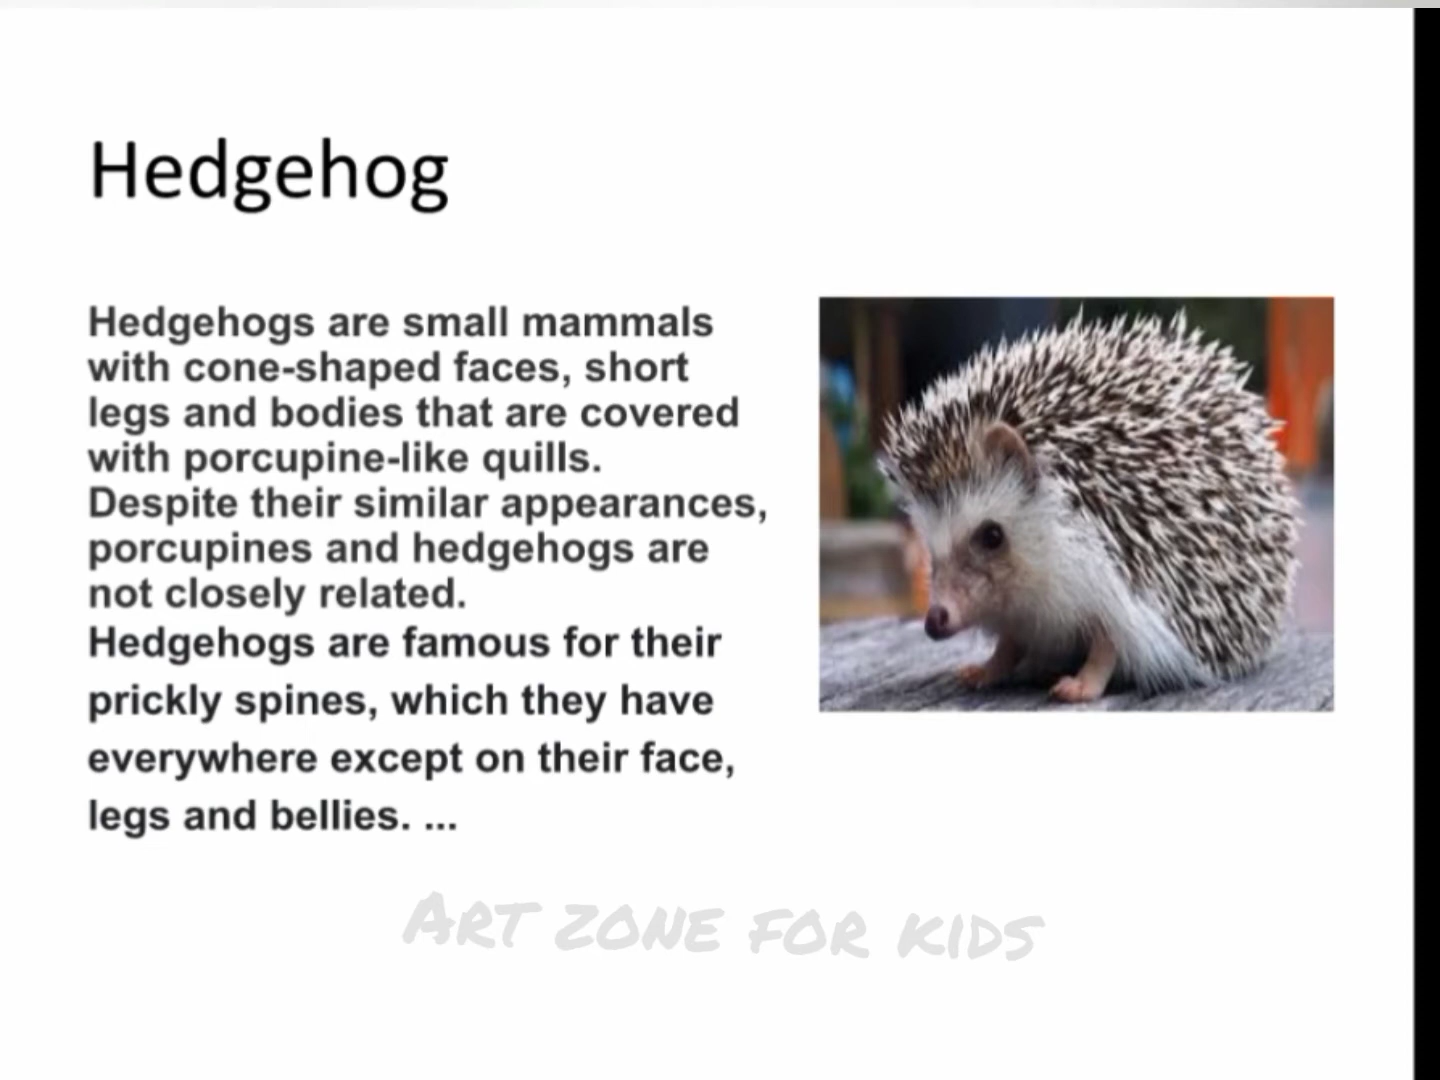 Hedgehog
Hedgehogs are small mammals
with cone-shaped faces, short
legs and bodies that are covered
with porcupine-like quills.
Despite their similar appearances,
porcupines and hedgehogs are
not closely related.
Hedgehogs are famous for their
prickly spines, which they have
everywhere except on their face,
legs and bellies. ...
ART ZONE FOR KIDS